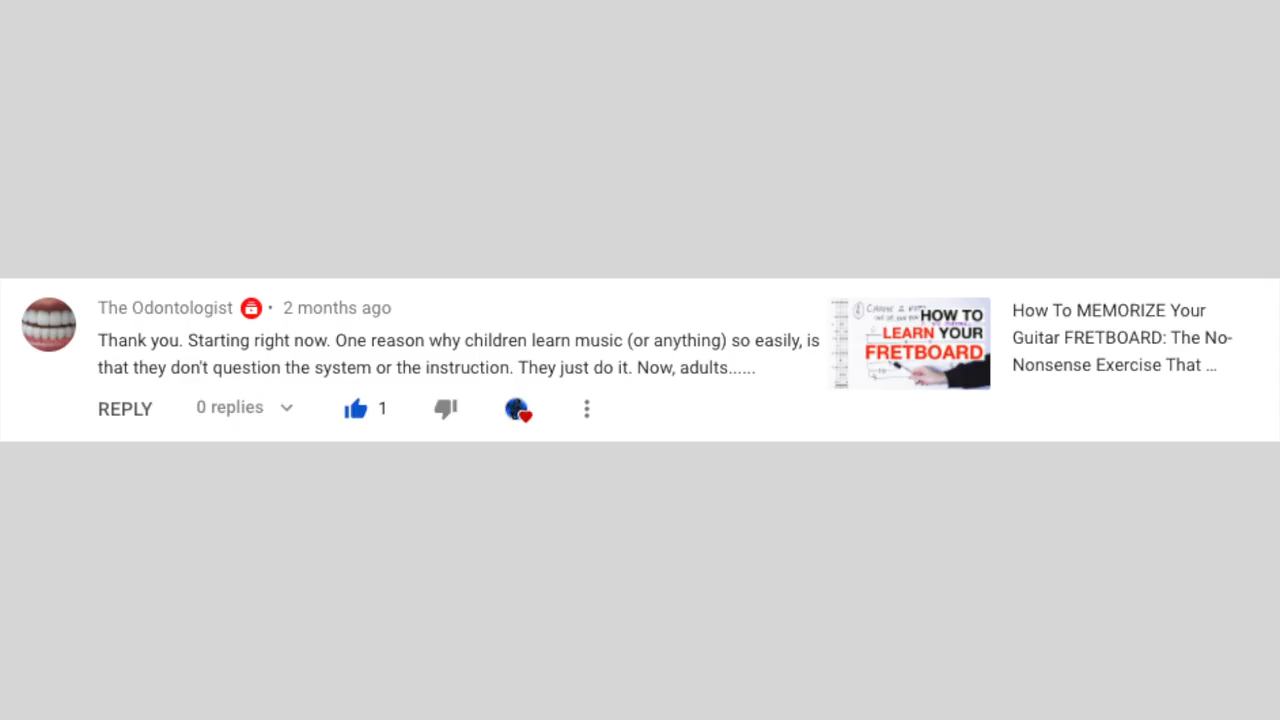 The Odontologist · 2 months ago
Thank you. Starting right now. One reason why children learn music (or anything) so easily, is
that they don't question the system or the instruction. They just do it. Now, adults......
REPLY 0 replies 1
HOW TO
LEARN YOUR
FRETBOARD
How To MEMORIZE Your
Guitar FRETBOARD: The No-
Nonsense Exercise That ...